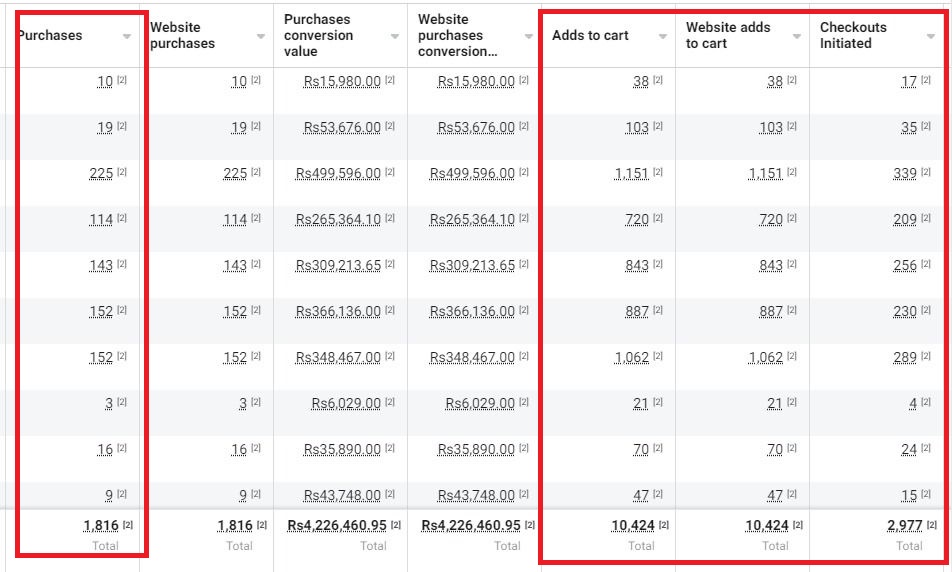 Purchases Website purchases Purchases conversion value Website purchases conversion... Adds to cart Website adds to cart Checkouts Initiated
10 [2] 10 [2] Rs15,980.00 [2] Rs15,980.00 [2] 38 [2] 38 [2] 17 [2]
19 [2] 19 [2] Rs53,676.00 [2] Rs53,676.00 [2] 103 [2] 103 [2] 35 [2]
225 [2] 225 [2] Rs499,596.00 [2] Rs499,596.00 [2] 1,151 [2] 1,151 [2] 339 [2]
114 [2] 114 [2] Rs265,364.10 [2] Rs265,364.10 [2] 720 [2] 720 [2] 209 [2]
143 [2] 143 [2] Rs309,213.65 [2] Rs309,213.65 [2] 843 [2] 843 [2] 256 [2]
152 [2] 152 [2] Rs366,136.00 [2] Rs366,136.00 [2] 887 [2] 887 [2] 230 [2]
152 [2] 152 [2] Rs348,467.00 [2] Rs348,467.00 [2] 1,062 [2] 1,062 [2] 289 [2]
3 [2] 3 [2] Rs6,029.00 [2] Rs6,029.00 [2] 21 [2] 21 [2] 4 [2]
16 [2] 16 [2] Rs35,890.00 [2] Rs35,890.00 [2] 70 [2] 70 [2] 24 [2]
9 [2] 9 [2] Rs43,748.00 [2] Rs43,748.00 [2] 47 [2] 47 [2] 15 [2]
1,816 [2] 1,816 [2] Rs4,226,460.95 [2] Rs4,226,460.95 [2] 10,424 [2] 10,424 [2] 2,977 [2]
Total Total Total Total Total Total Total